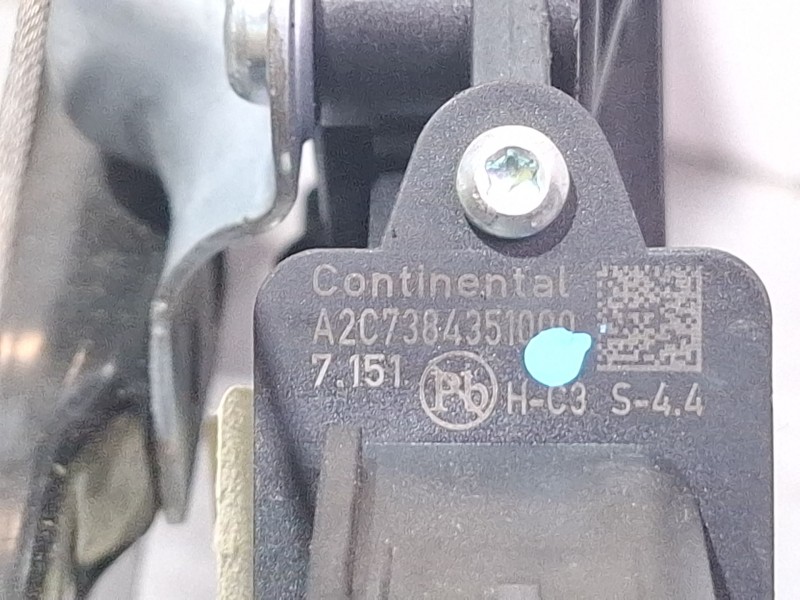 Continental
A2C7384351000
7.151
Pb H-C3 S-4.4